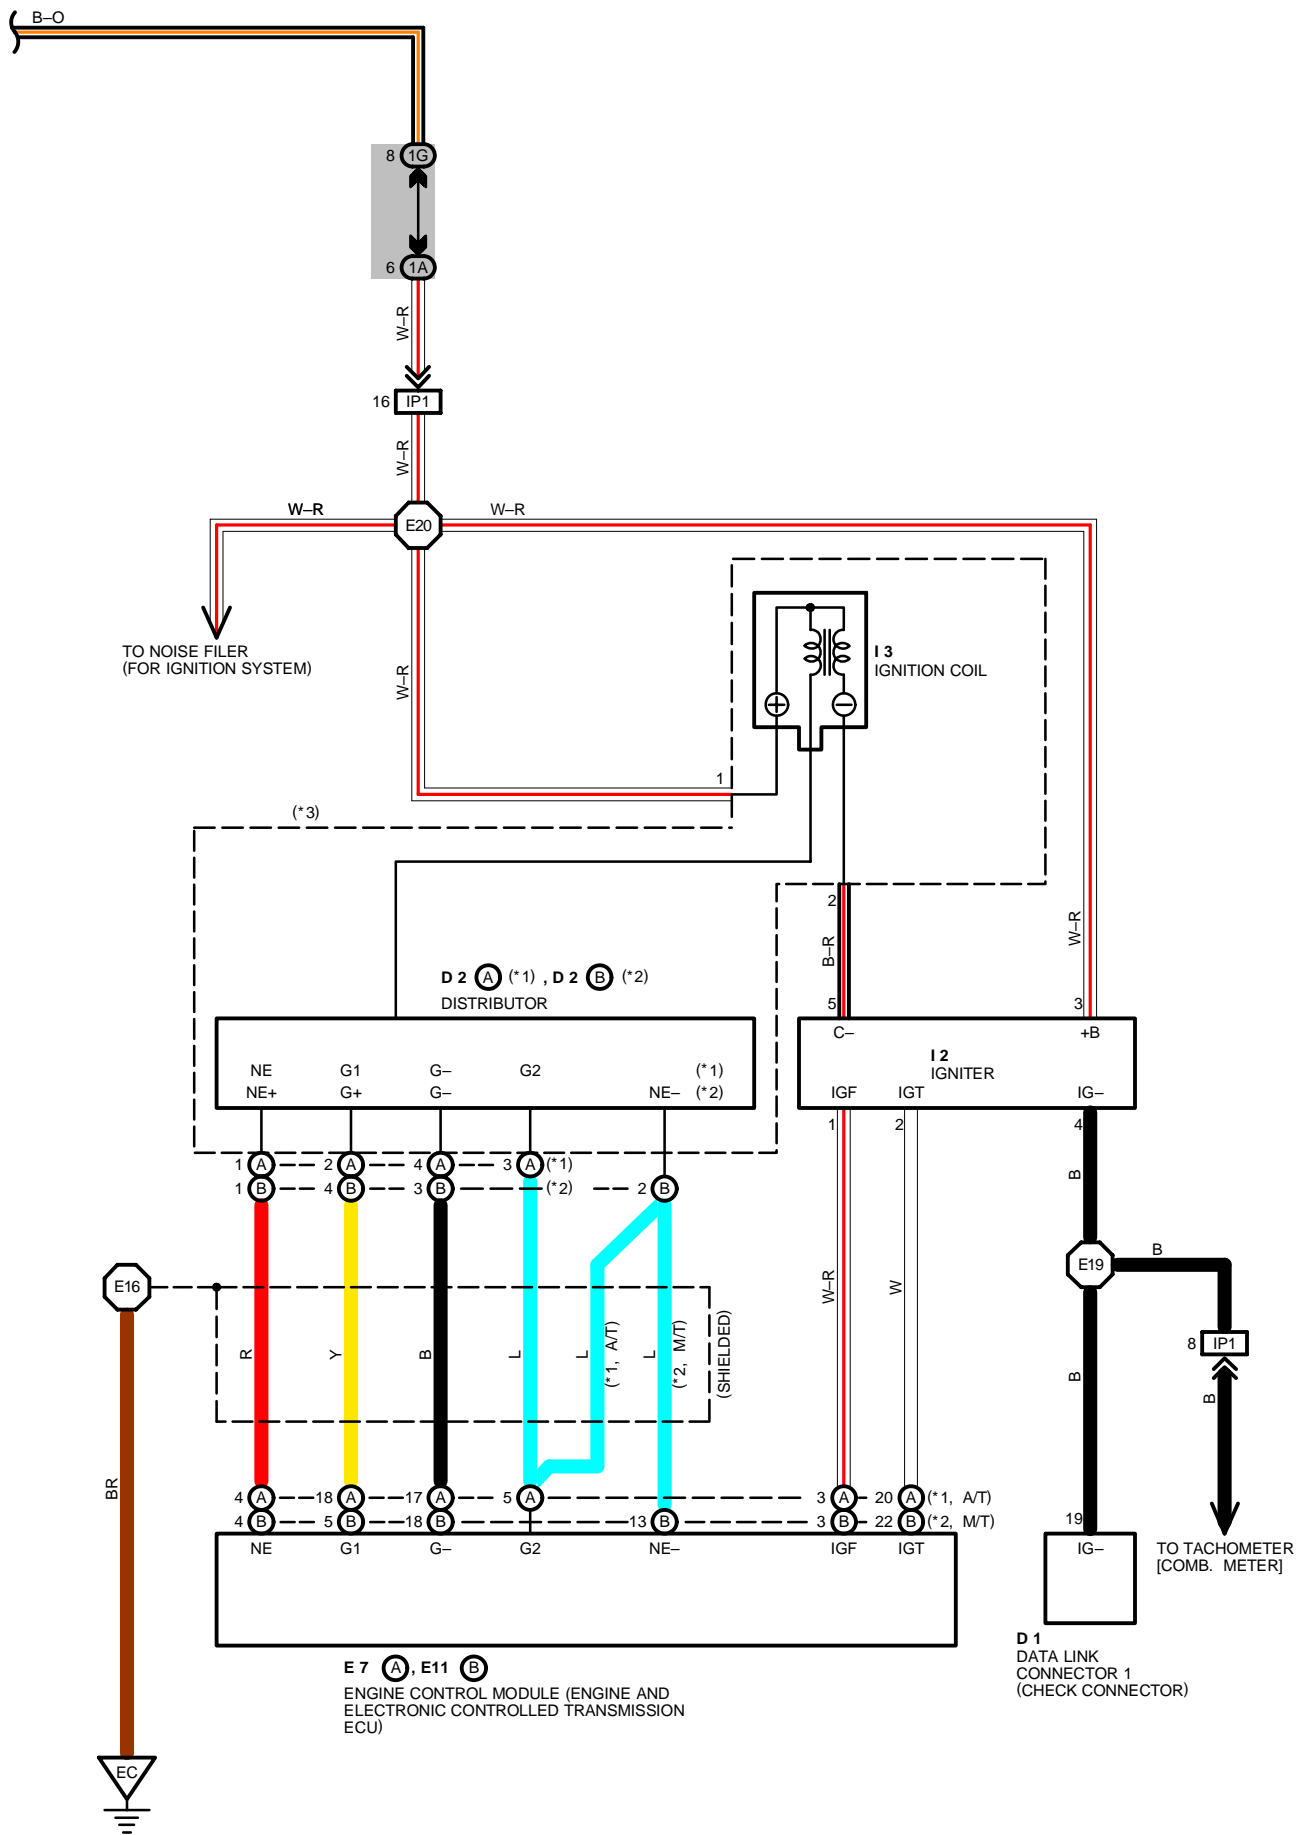 B–O
8 1G
6 1A
W–R
16 IP1
W–R
W–R E20 W–R
TO NOISE FILER
(FOR IGNITION SYSTEM)
I 3
IGNITION COIL
W–R
1
(*3)
2
B–R
W–R
D 2 A (*1) , D 2 B (*2)
DISTRIBUTOR
5 3
C– +B
I 2
IGNITER
NE G1 G– G2 (*1)
NE+ G+ G– NE– (*2)
IGF IGT IG–
1 2 4
1 A 2 A 4 A 3 A (*1)
1 B 4 B 3 B (*2) 2 B
B
E16
E19 B
W–R W
R Y B L L (*1, A/T) L (*2, M/T) (SHIELDED)
8 IP1
B
B
BR
4 A 18 A 17 A 5 A 3 A 20 A (*1, A/T)
4 B 5 B 18 B 13 B 3 B 22 B (*2, M/T)
NE G1 G– G2 NE– IGF IGT
19
IG–
TO TACHOMETER
[COMB. METER]
D 1
DATA LINK
CONNECTOR 1
(CHECK CONNECTOR)
E 7 A , E11 B
ENGINE CONTROL MODULE (ENGINE AND
ELECTRONIC CONTROLLED TRANSMISSION
ECU)
EC